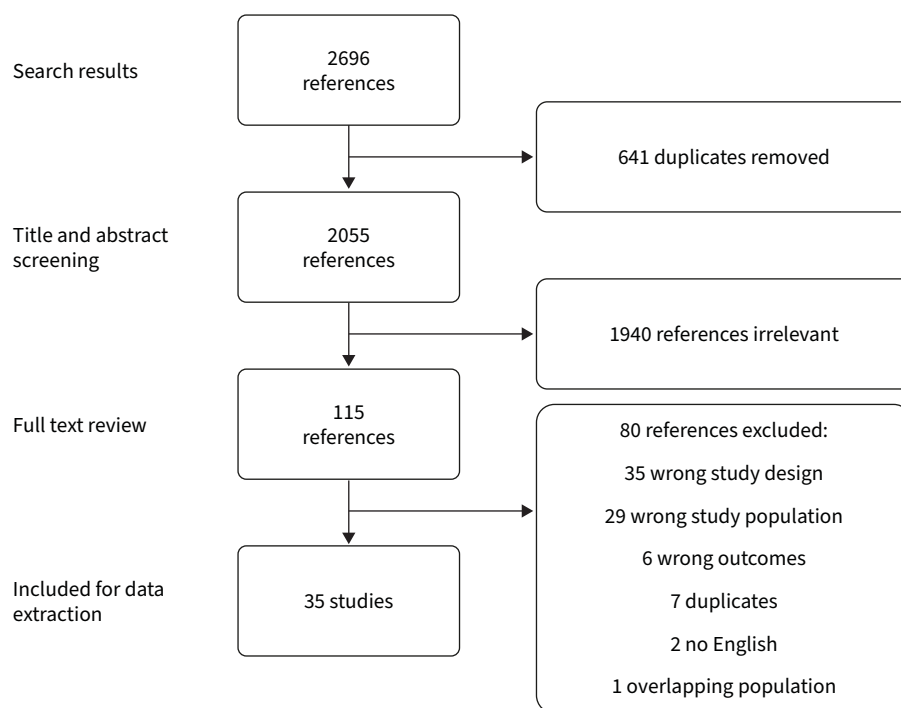 Search results
2696
references
641 duplicates removed
Title and abstract
screening
2055
references
1940 references irrelevant
Full text review
115
references
80 references excluded:
35 wrong study design
29 wrong study population
6 wrong outcomes
7 duplicates
2 no English
1 overlapping population
Included for data
extraction
35 studies